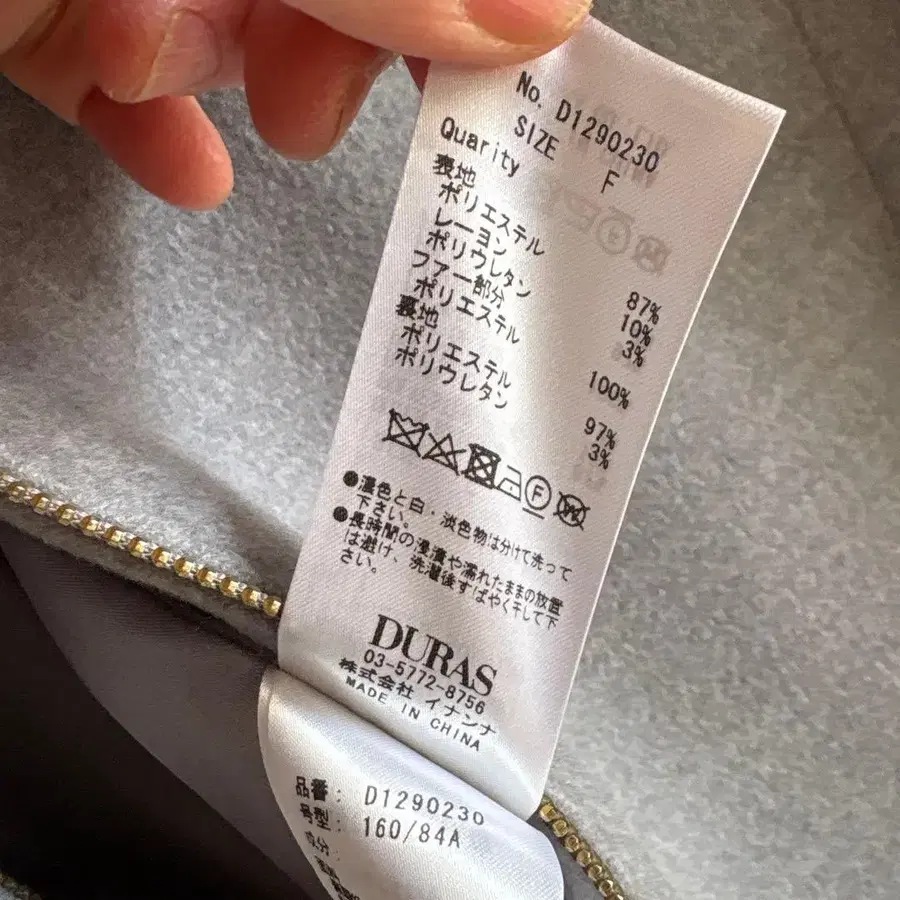 No. D1290230
SIZE F
Quarity
表地
ポリエステル 87%
レーヨン 10%
ポリウレタン 3%
ファー部分
ポリエステル 100%
裏地
ポリエステル 97%
ポリウレタン 3%
F
●濃色と白・淡色物は分けて洗って
下さい。
●長時間の浸漬や濡れたままの放置
は避け、洗濯後すばやく干して下
さい。
DURAS
03-5772-8756
株式会社 イナンナ
MADE IN CHINA
品番: D1290230
号型: 160/84A